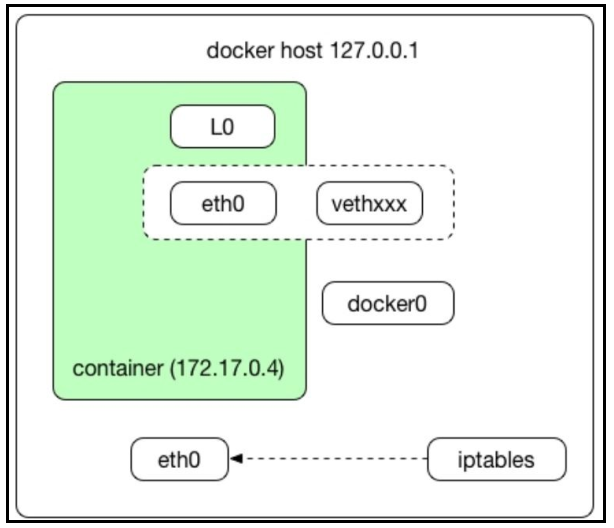 docker host 127.0.0.1
L0
eth0
vethxxx
docker0
container (172.17.0.4)
eth0
iptables